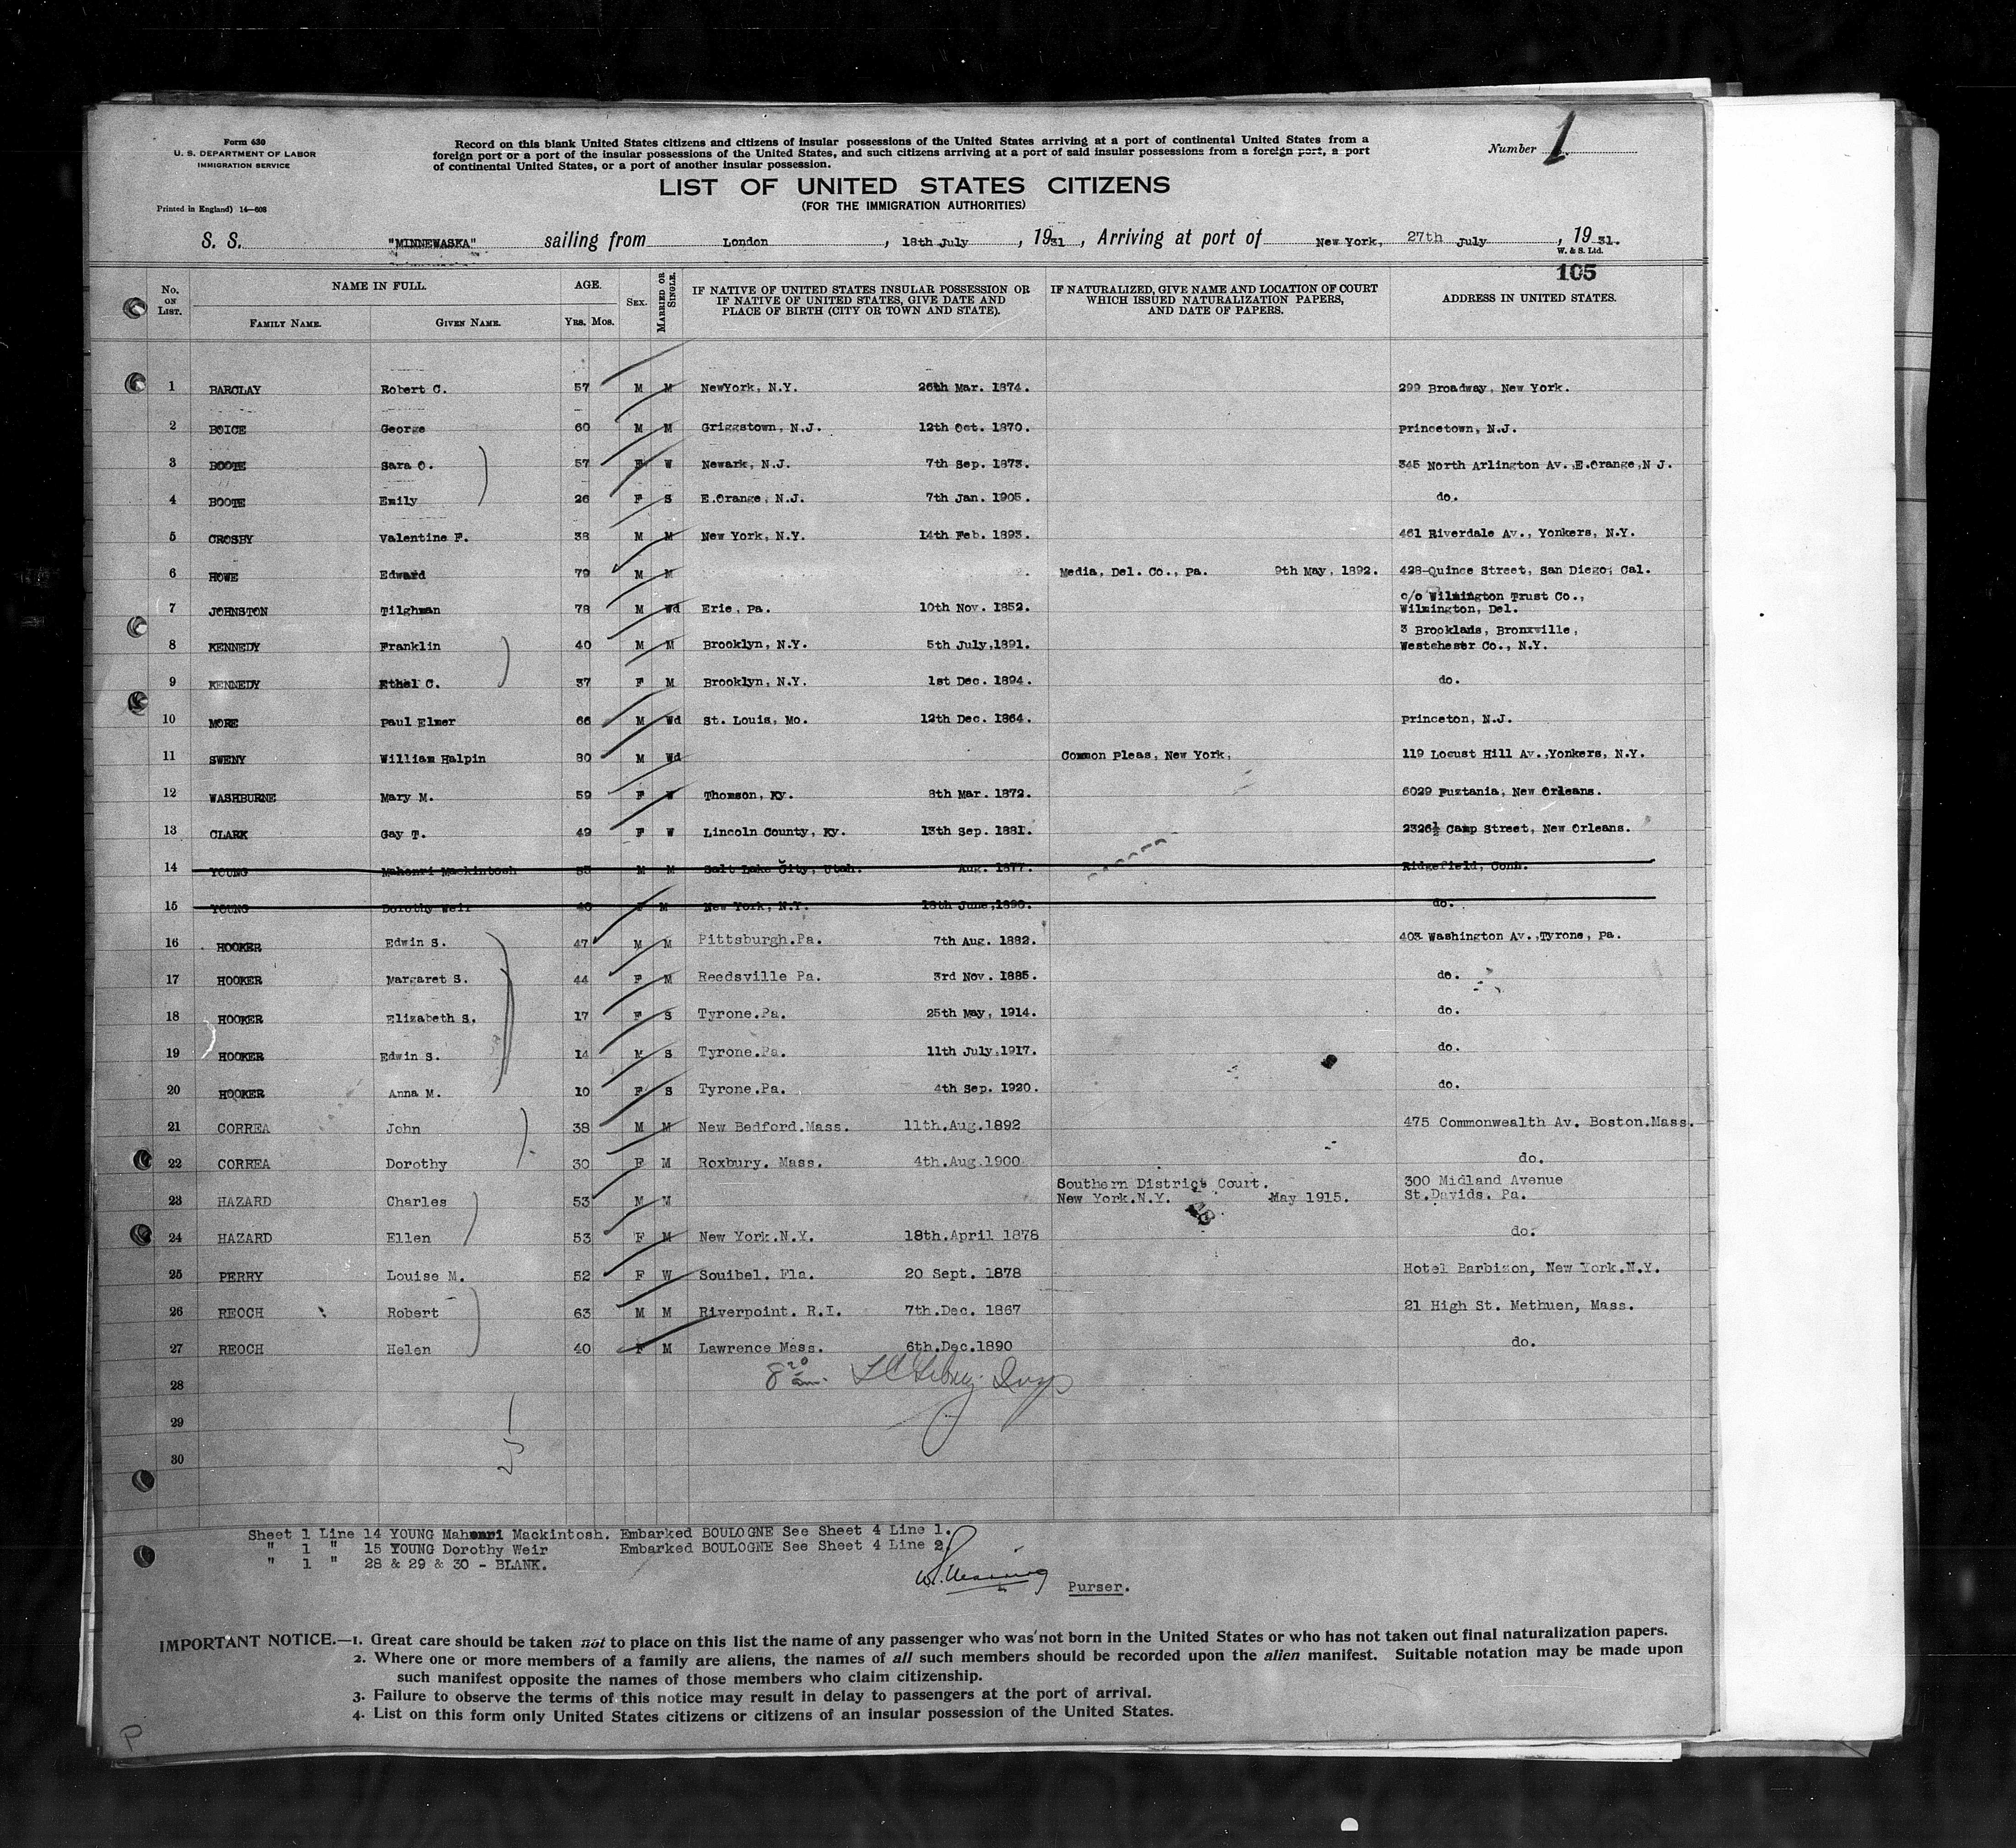 Form 630
U. S. DEPARTMENT OF LABOR
IMMIGRATION SERVICE
Printed in England) 14—608
Record on this blank United States citizens and citizens of insular possessions of the United States arriving at a port of continental United States from a
foreign port or a port of the insular possessions of the United States, and such citizens arriving at a port of said insular possessions from a foreign port, a port
of continental United States, or a port of another insular possession.
Number 1
LIST OF UNITED STATES CITIZENS
(FOR THE IMMIGRATION AUTHORITIES)
S. S. "MINNEWASKA" sailing from London, 18th July, 1931, Arriving at port of New York, 27th July, 1931.
W. & S. Ltd.
105
No. ON LIST. NAME IN FULL. FAMILY NAME. GIVEN NAME. AGE. YRS. MOS. SEX. MARRIED OR SINGLE. IF NATIVE OF UNITED STATES INSULAR POSSESSION OR IF NATIVE OF UNITED STATES, GIVE DATE AND PLACE OF BIRTH (CITY OR TOWN AND STATE). IF NATURALIZED, GIVE NAME AND LOCATION OF COURT WHICH ISSUED NATURALIZATION PAPERS, AND DATE OF PAPERS. ADDRESS IN UNITED STATES.
1 BARCLAY Robert C. 57 M M NewYork, N.Y. 26th Mar. 1874. 299 Broadway, New York.
2 BOICE George 60 M M Griggstown, N.J. 12th Oct. 1870. Princetown, N.J.
3 BOOTE Sara O. 57 F W Newark, N.J. 7th Sep. 1873. 345 North Arlington Av.,E.Orange,N J.
4 BOOTE Emily 26 F S E.Orange, N.J. 7th Jan. 1905. do.
5 CROSBY Valentine F. 38 M M New York, N.Y. 14th Feb. 1893. 461 Riverdale Av., Yonkers, N.Y.
6 HOWE Edward 79 M M Media, Del. Co., Pa. 9th May, 1892. 428-Quince Street, San Diego, Cal.
7 JOHNSTON Tilghman 78 M Wd Erie, Pa. 10th Nov. 1852. c/o Wilmington Trust Co.,
Wilmington, Del.
8 KENNEDY Franklin 40 M M Brooklyn, N.Y. 5th July,1891. 3 Brooklans, Bronxville,
Westchestr Co., N.Y.
9 KENNEDY Ethel C. 37 F M Brooklyn, N.Y. 1st Dec. 1894. do.
10 MORE Paul Elmer 66 M Wd St. Louis, Mo. 12th Dec. 1864. Princeton, N.J.
11 SWENY William Halpin 80 M Wd Common Pleas, New York, 119 Locust Hill Av.,Yonkers, N.Y.
12 WASHBURNE Mary M. 59 F W Thomson, Ky. 8th Mar. 1872. 6029 Puztania, New Orleans.
13 CLARK Gay T. 49 F W Lincoln County, Ky. 13th Sep. 1881. 2326½ Camp Street, New Orleans.
14 YOUNG Mahonri Mackintosh 53 M M Salt Lake City, Utah. Aug. 1877. Ridgefield, Conn.
15 YOUNG Dorothy Weir 40 F M New York, N.Y. 18th June,1890. do.
16 HOOKER Edwin S. 47 M M Pittsburgh.Pa. 7th Aug. 1882. 403 Washington Av.,Tyrone, Pa.
17 HOOKER Margaret S. 44 F M Reedsville Pa. 3rd Nov. 1885. do.
18 HOOKER Elizabeth S. 17 F S Tyrone.Pa. 25th May, 1914. do.
19 HOOKER Edwin S. 14 M S Tyrone.Pa. 11th July,1917. do.
20 HOOKER Anna M. 10 F S Tyrone.Pa. 4th Sep. 1920. do.
21 CORREA John 38 M M New Bedford.Mass. 11th.Aug.1892 475 Commonwealth Av. Boston.Mass.
22 CORREA Dorothy 30 F M Roxbury. Mass. 4th.Aug.1900 do.
23 HAZARD Charles 53 M M Southern District Court.
New York.N.Y. May 1915. 300 Midland Avenue
St.Davids. Pa.
24 HAZARD Ellen 53 F M New York.N.Y. 18th.April 1878 do.
25 PERRY Louise M. 52 F W Souibel. Fla. 20 Sept. 1878 Hotel Barbizon, New York.N.Y.
26 REOCH Robert 63 M M Riverpoint. R.I. 7th.Dec. 1867 21 High St. Methuen, Mass.
27 REOCH Helen 40 F M Lawrence Mass. 6th.Dec.1890 do.
28 8 20 am.
29
30
Sheet 1 Line 14 YOUNG Mahonri Mackintosh. Embarked BOULOGNE See Sheet 4 Line 1.
" 1 " 15 YOUNG Dorothy Weir Embarked BOULOGNE See Sheet 4 Line 2.
" 1 " 28 & 29 & 30 - BLANK.
Purser.
IMPORTANT NOTICE.—1. Great care should be taken not to place on this list the name of any passenger who was not born in the United States or who has not taken out final naturalization papers.
2. Where one or more members of a family are aliens, the names of all such members should be recorded upon the alien manifest. Suitable notation may be made upon
such manifest opposite the names of those members who claim citizenship.
3. Failure to observe the terms of this notice may result in delay to passengers at the port of arrival.
4. List on this form only United States citizens or citizens of an insular possession of the United States.
P